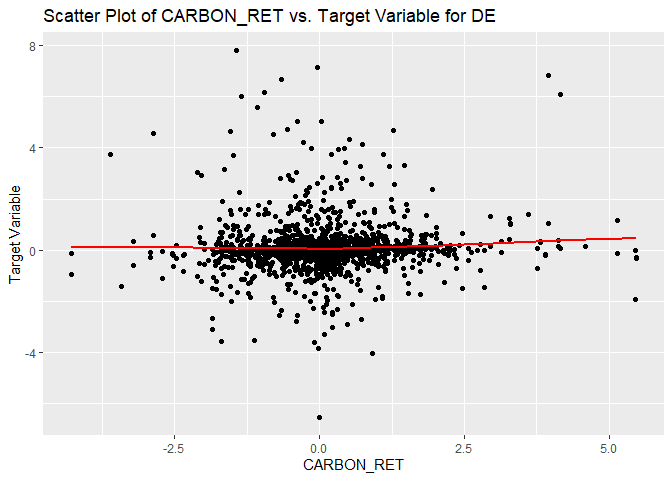 Scatter Plot of CARBON_RET vs. Target Variable for DE
8
4
0
-4
Target Variable
-2.5 0.0 2.5 5.0
CARBON_RET